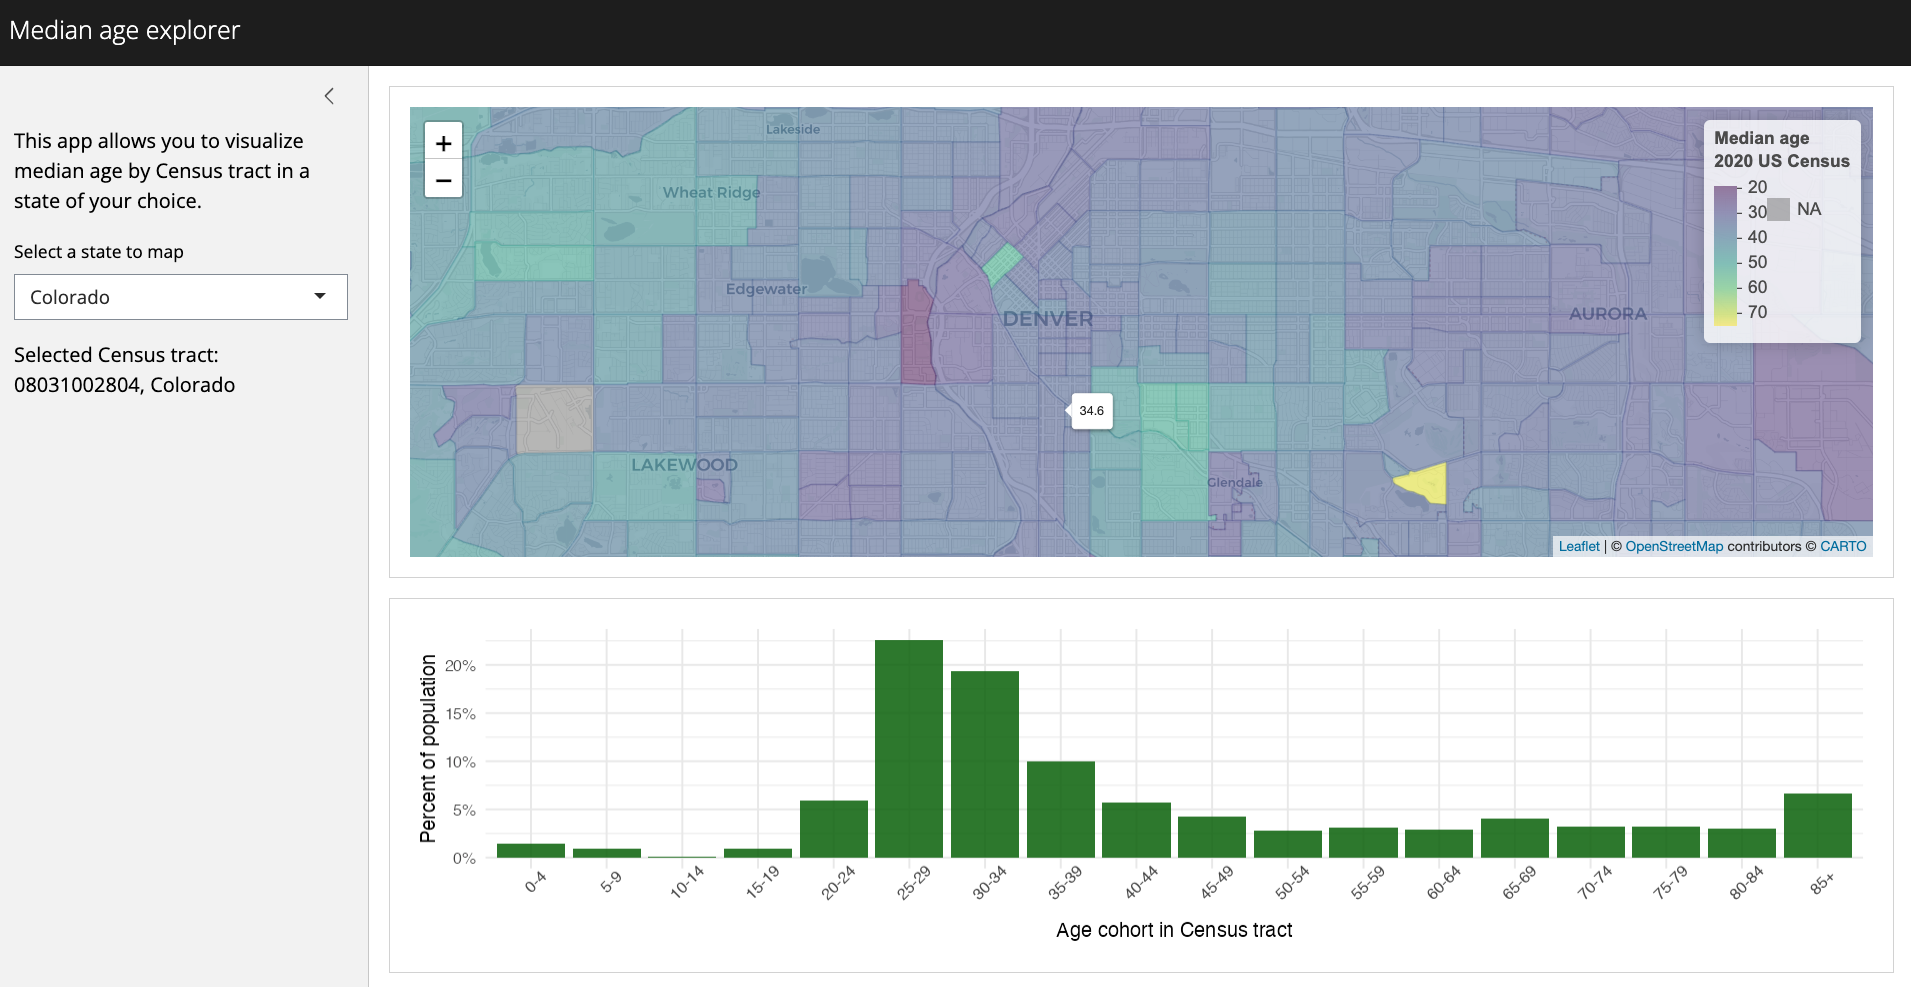 Median age explorer
This app allows you to visualize
median age by Census tract in a
state of your choice.
Select a state to map
Colorado
Selected Census tract:
08031002804, Colorado
+
−
Lakeside
Wheat Ridge
Edgewater
DENVER
AURORA
34.6
LAKEWOOD
Glendale
Median age
2020 US Census
20
30
NA
40
50
60
70
Leaflet | © OpenStreetMap contributors © CARTO
Percent of population
20%
15%
10%
5%
0%
0-4
5-9
10-14
15-19
20-24
25-29
30-34
35-39
40-44
45-49
50-54
55-59
60-64
65-69
70-74
75-79
80-84
85+
Age cohort in Census tract